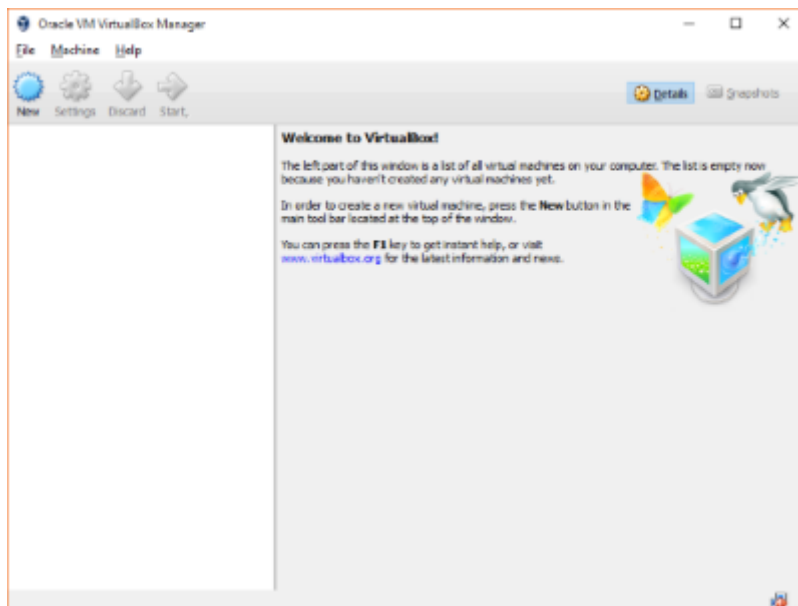 Oracle VM VirtualBox Manager
File Machine Help
New Settings Discard Start
Details Snapshots
Welcome to VirtualBox!
The left part of this window is a list of all virtual machines on your computer. The list is empty now
because you haven't created any virtual machines yet.
In order to create a new virtual machine, press the New button in the
main tool bar located at the top of the window.
You can press the F1 key to get instant help, or visit
www.virtualbox.org for the latest information and news.